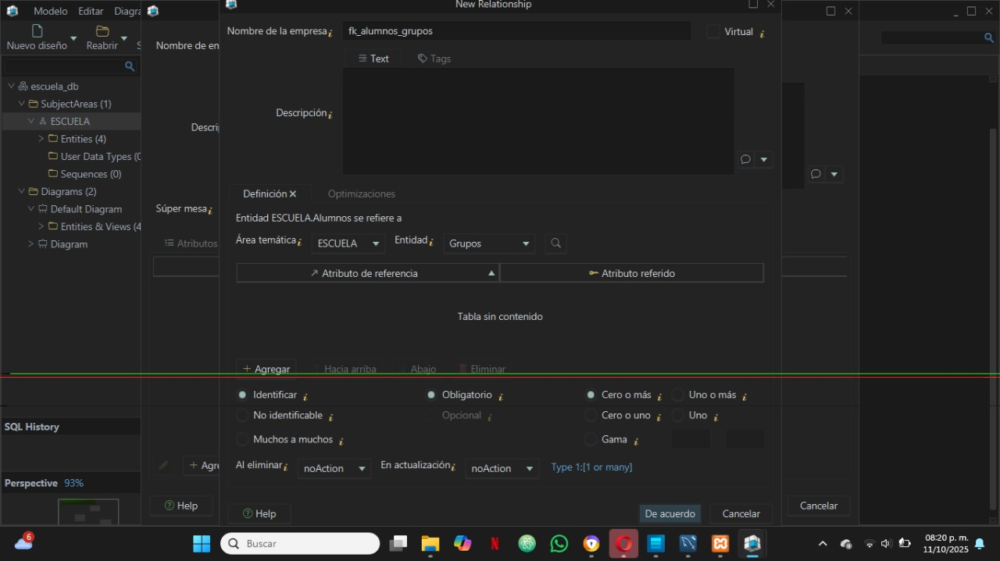 New Relationship
Modelo Editar Diagra
Nuevo diseño Reabrir S
escuela_db
SubjectAreas (1)
ESCUELA
Entities (4)
User Data Types (0
Sequences (0)
Diagrams (2)
Default Diagram
Entities & Views (4
Diagram
SQL History
Perspective 93%
Nombre de en
Descri
Súper mesa
Atributos
+ Agre
Help
Cancelar
Nombre de la empresa fk_alumnos_grupos Virtual
Text Tags
Descripción
Definición Optimizaciones
Entidad ESCUELA.Alumnos se refiere a
Área temática ESCUELA Entidad Grupos
Atributo de referencia Atributo referido
Tabla sin contenido
+ Agregar Hacia arriba Abajo Eliminar
Identificar Obligatorio Cero o más Uno o más
No identificable Opcional Cero o uno Uno
Muchos a muchos Gama
Al eliminar noAction En actualización noAction Type 1:[1 or many]
Help De acuerdo Cancelar
6 Buscar N 08:20 p. m.
11/10/2025